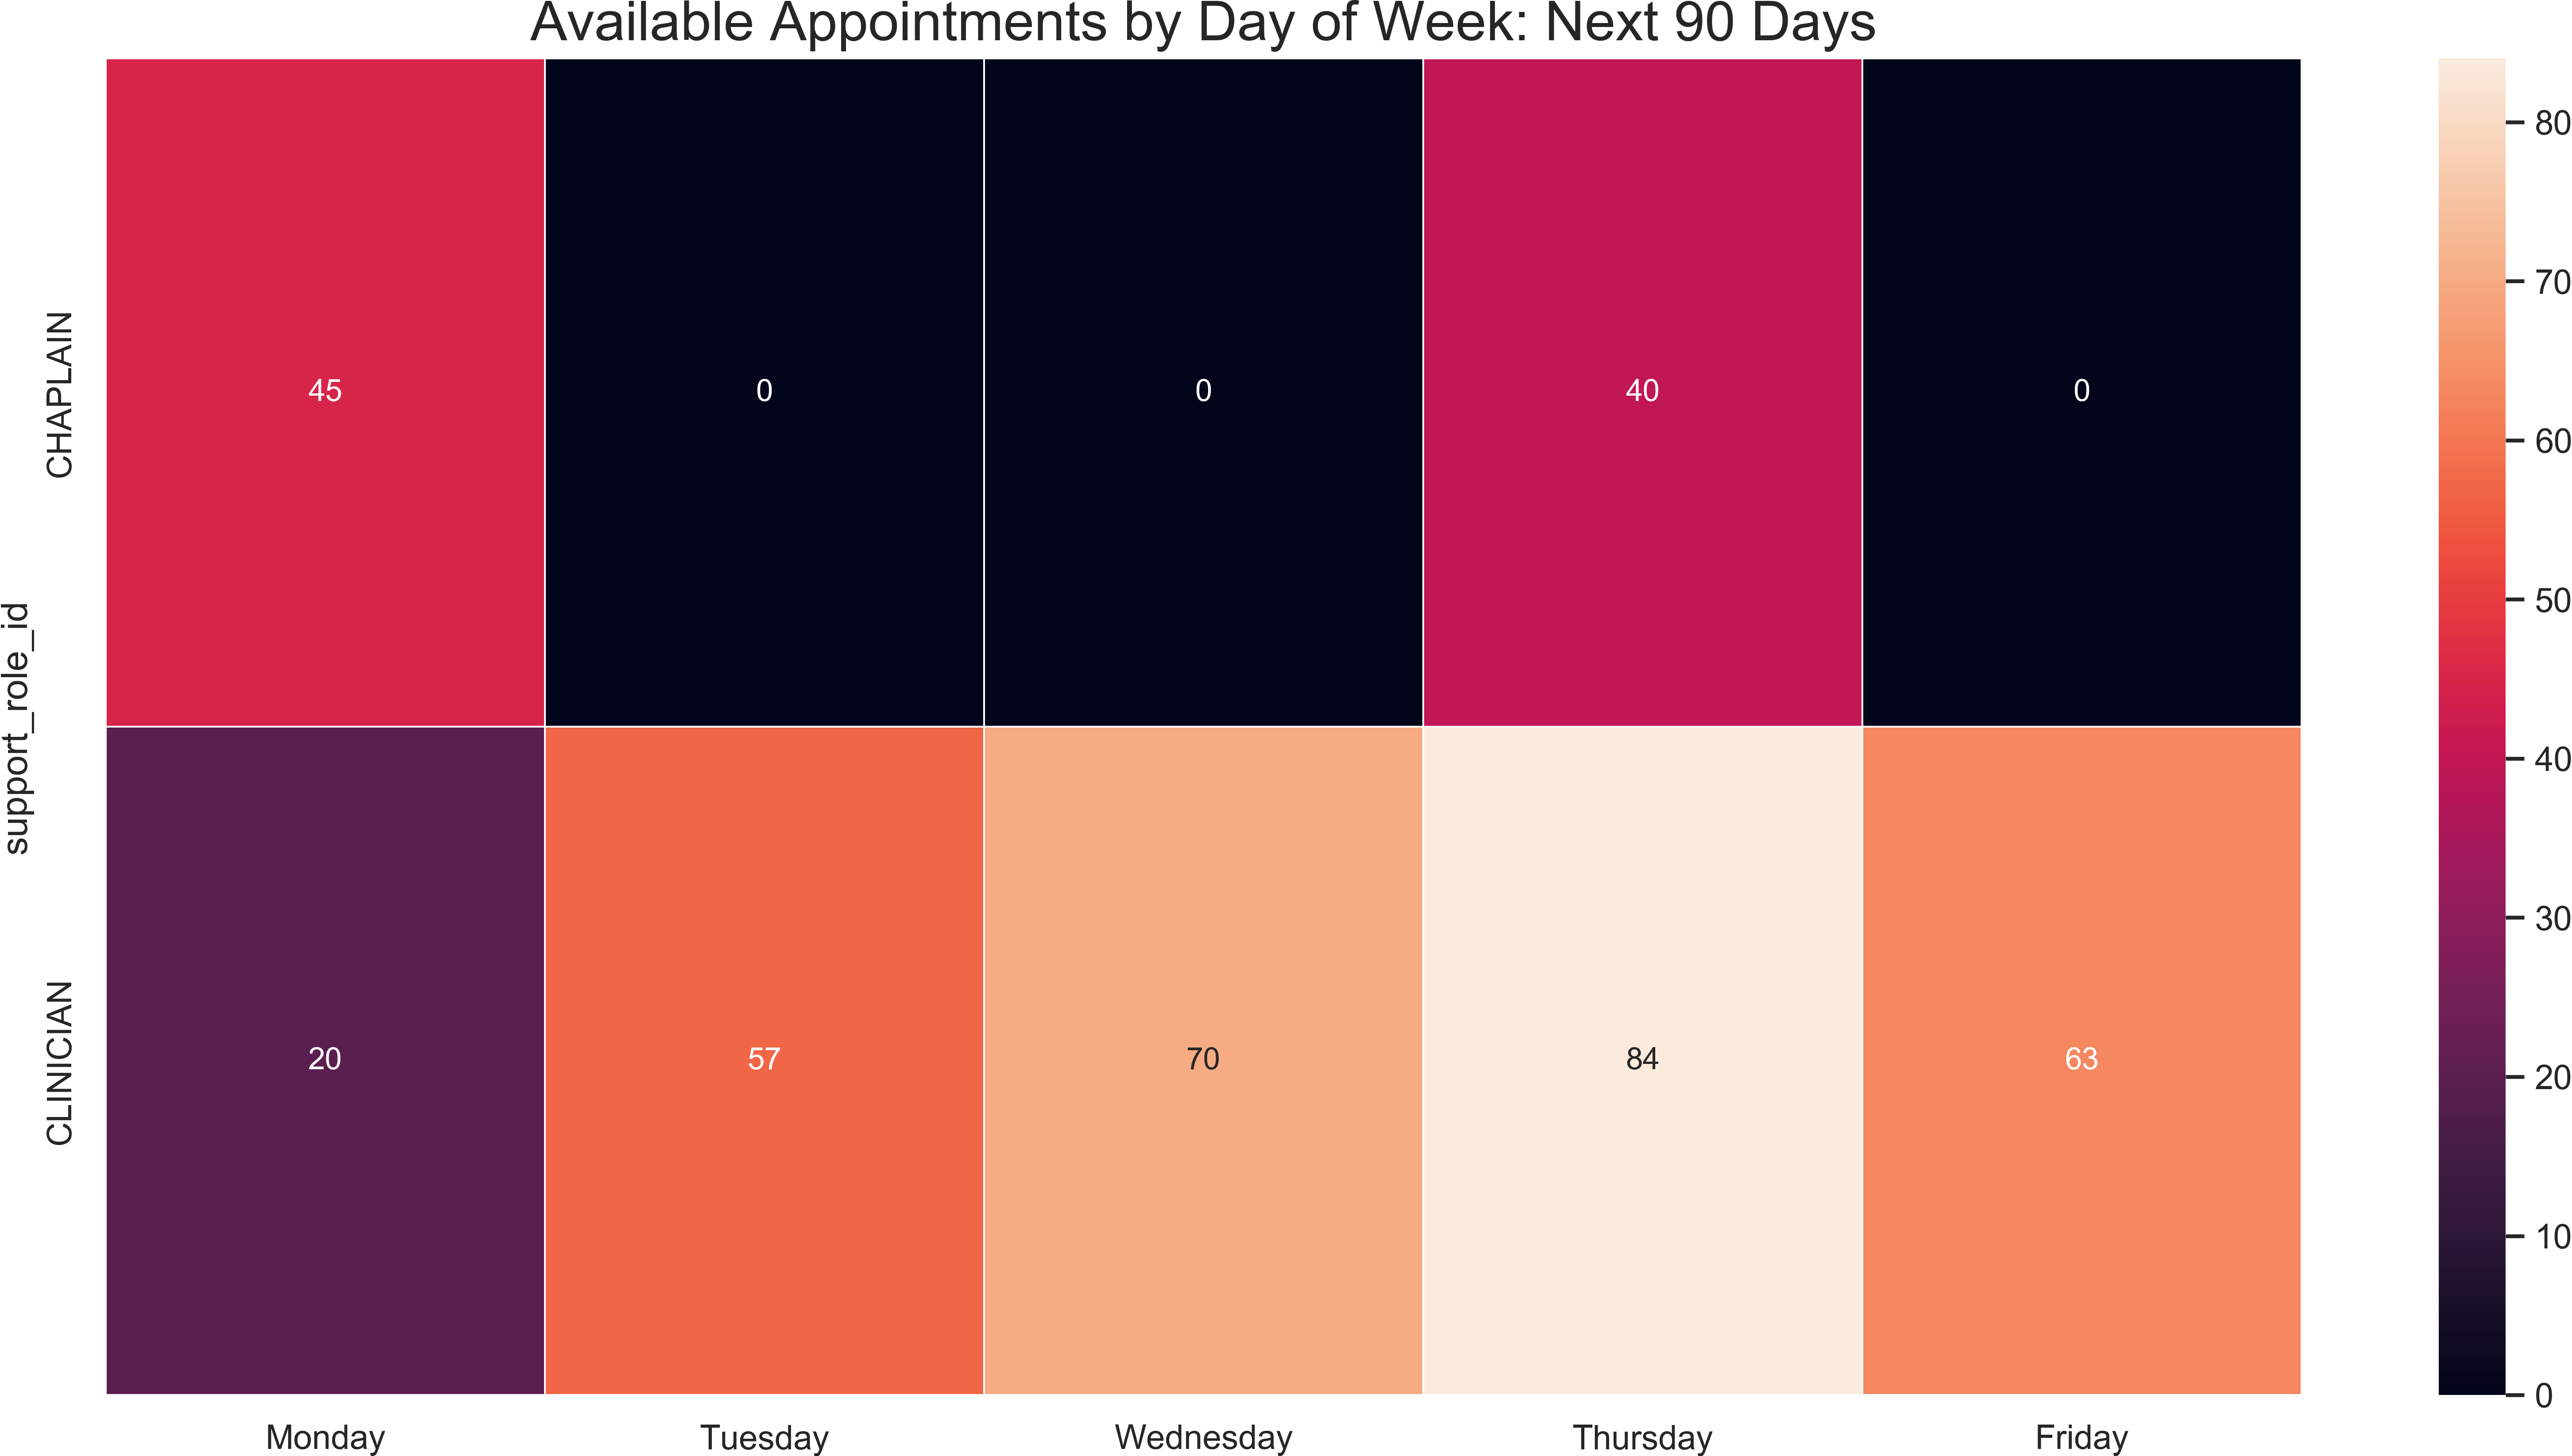 Available Appointments by Day of Week: Next 90 Days
support_role_id
CHAPLAIN
45 0 0 40 0
CLINICIAN
20 57 70 84 63
Monday Tuesday Wednesday Thursday Friday
80
70
60
50
40
30
20
10
0